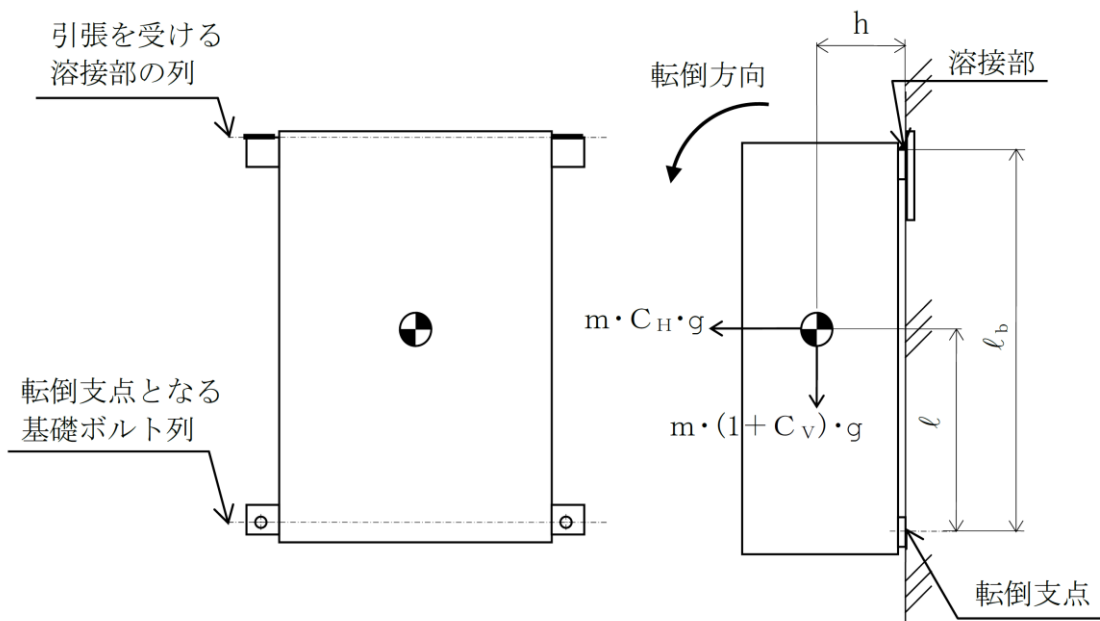 引張を受ける
溶接部の列
転倒支点となる
基礎ボルト列
h
転倒方向
溶接部
m・CH・g
m・(1+CV)・g
ℓ
ℓb
転倒支点